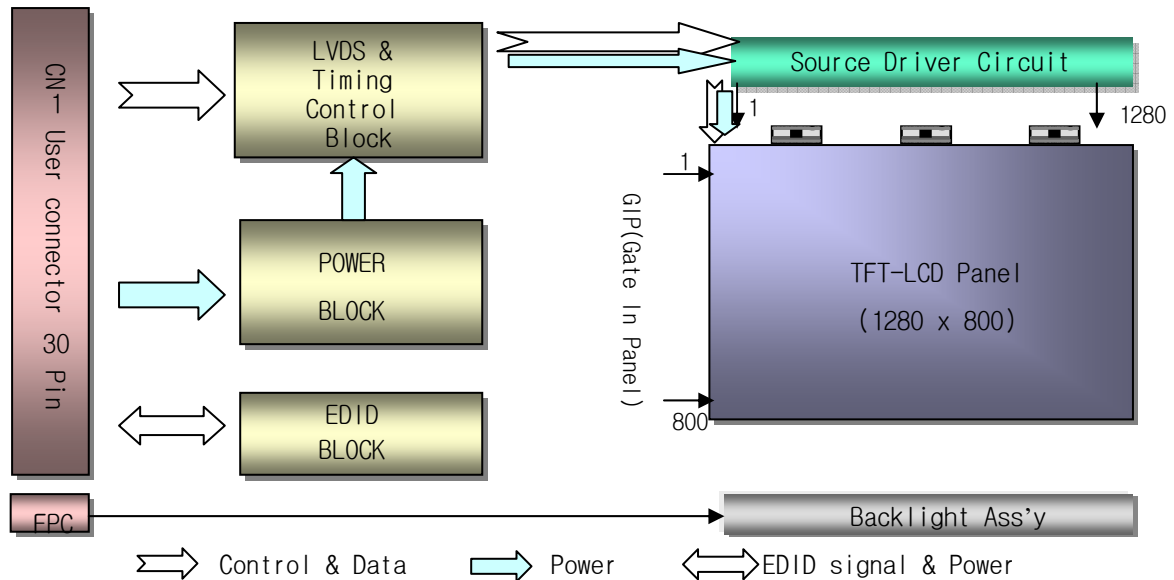 CN1 User connector 30 Pin
LVDS &
Timing
Control
Block
POWER
BLOCK
EDID
BLOCK
Source Driver Circuit
1
1280
1
GIP(Gate In Panel)
800
TFT-LCD Panel
(1280 x 800)
FPC
Backlight Ass'y
Control & Data
Power
EDID signal & Power